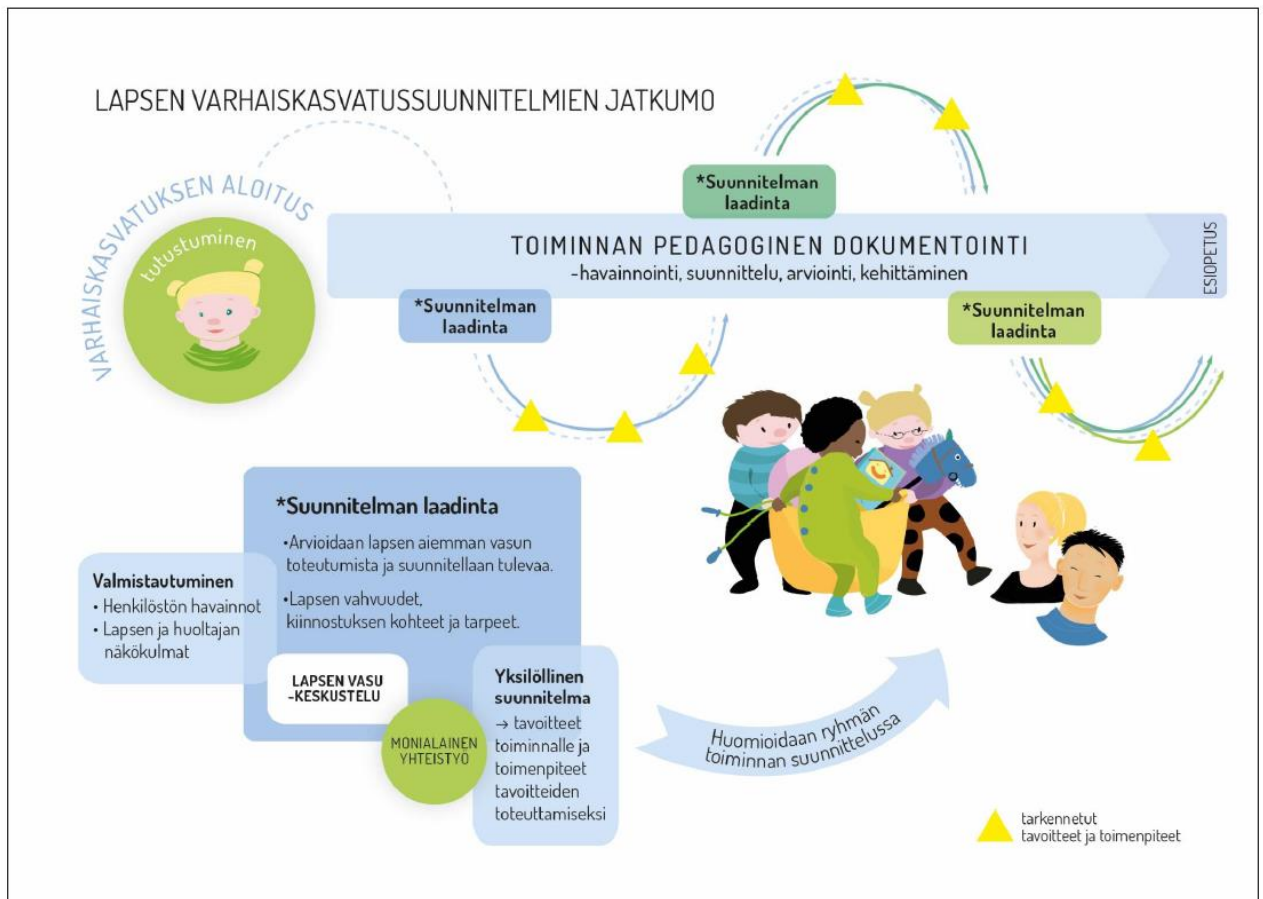 LAPSEN VARHAISKASVATUSSUUNNITELMIEN JATKUMO
VARHAISKASVATUKSEN ALOITUS
tutustuminen
*Suunnitelman
laadinta
TOIMINNAN PEDAGOGINEN DOKUMENTOINTI
-havainnointi, suunnittelu, arviointi, kehittäminen
ESIOPETUS
*Suunnitelman
laadinta
*Suunnitelman
laadinta
*Suunnitelman laadinta
•Arvioidaan lapsen aiemman vasun
toteutumista ja suunnitellaan tulevaa.
•Lapsen vahvuudet,
kiinnostuksen kohteet ja tarpeet.
Valmistautuminen
• Henkilöstön havainnot
• Lapsen ja huoltajan
näkökulmat
LAPSEN VASU
-KESKUSTELU
MONIALAINEN
YHTEISTYÖ
Yksilöllinen
suunnitelma
→ tavoitteet
toiminnalle ja
toimenpiteet
tavoitteiden
toteuttamiseksi
Huomioidaan ryhmän
toiminnan suunnittelussa
tarkennetut
tavoitteet ja toimenpiteet